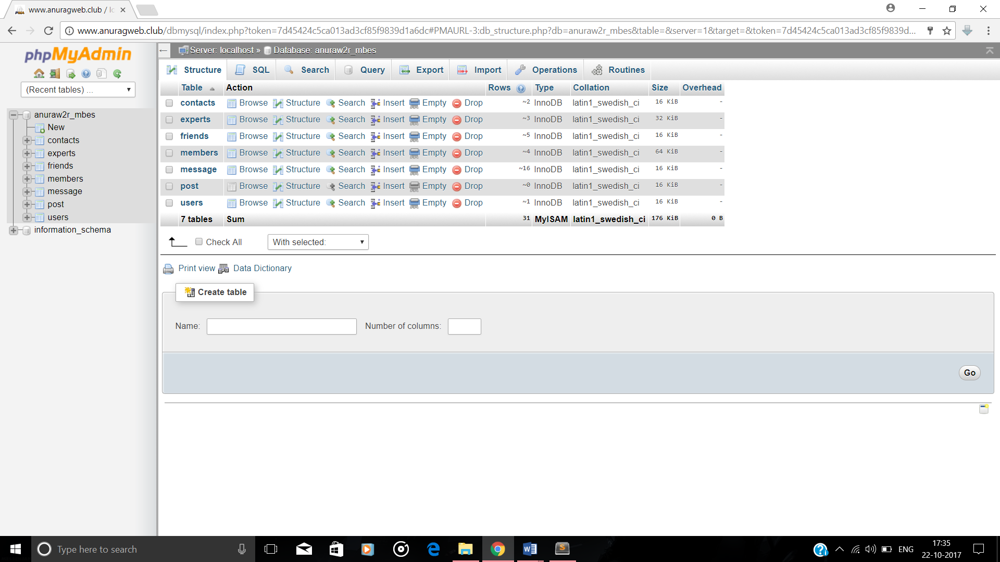 www.anuragweb.club / lo
www.anuragweb.club/dbmysql/index.php?token=7d45424c5ca013ad3cf85f9839d1a6dc#PMAURL-3:db_structure.php?db=anuraw2r_mbes&table=&server=1&target=&token=7d45424c5ca013ad3cf85f9839d...
phpMyAdmin
(Recent tables) ...
anuraw2r_mbes
New
contacts
experts
friends
members
message
post
users
information_schema
Server: localhost » Database: anuraw2r_mbes
Structure SQL Search Query Export Import Operations Routines
Table Action Rows Type Collation Size Overhead
contacts Browse Structure Search Insert Empty Drop ~2 InnoDB latin1_swedish_ci 16 KiB -
experts Browse Structure Search Insert Empty Drop ~3 InnoDB latin1_swedish_ci 32 KiB -
friends Browse Structure Search Insert Empty Drop ~5 InnoDB latin1_swedish_ci 16 KiB -
members Browse Structure Search Insert Empty Drop ~4 InnoDB latin1_swedish_ci 64 KiB -
message Browse Structure Search Insert Empty Drop ~16 InnoDB latin1_swedish_ci 16 KiB -
post Browse Structure Search Insert Empty Drop ~0 InnoDB latin1_swedish_ci 16 KiB -
users Browse Structure Search Insert Empty Drop ~1 InnoDB latin1_swedish_ci 16 KiB -
7 tables Sum 31 MyISAM latin1_swedish_ci 176 KiB 0 B
Check All With selected:
Print view Data Dictionary
Create table
Name: Number of columns:
Go
Type here to search
ENG
17:35
22-10-2017